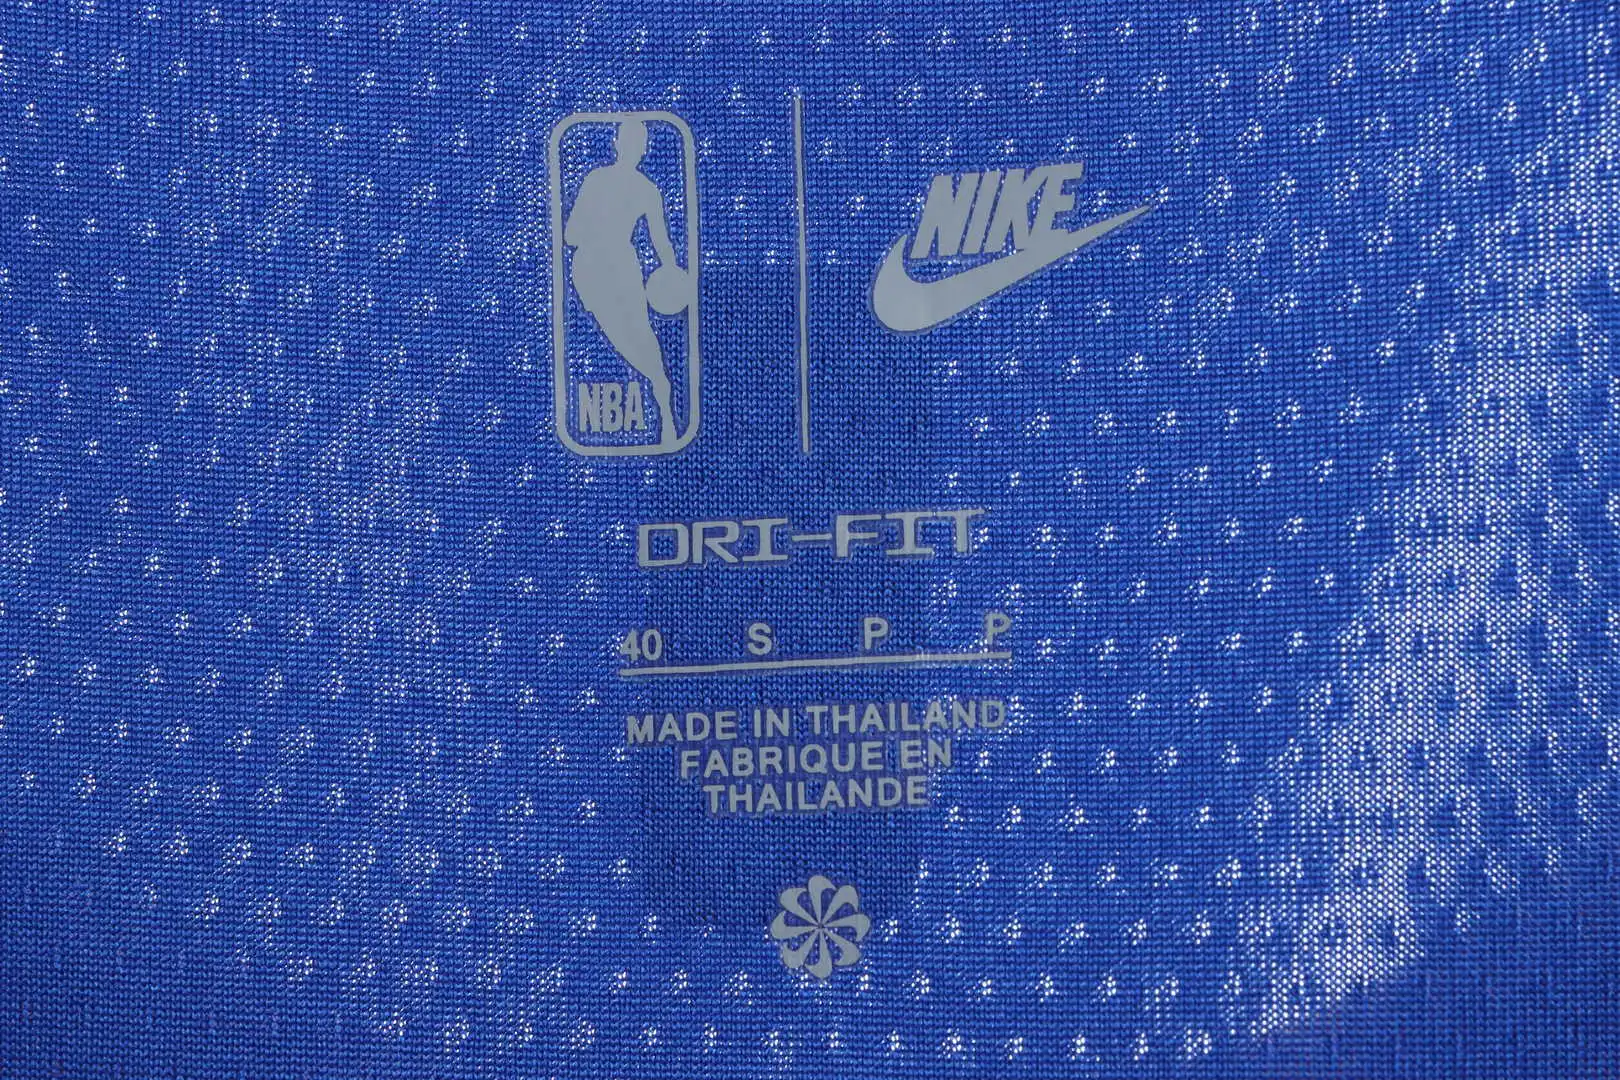 NBA
NIKE
DRI-FIT
40 S P P
MADE IN THAILAND
FABRIQUE EN
THAILANDE